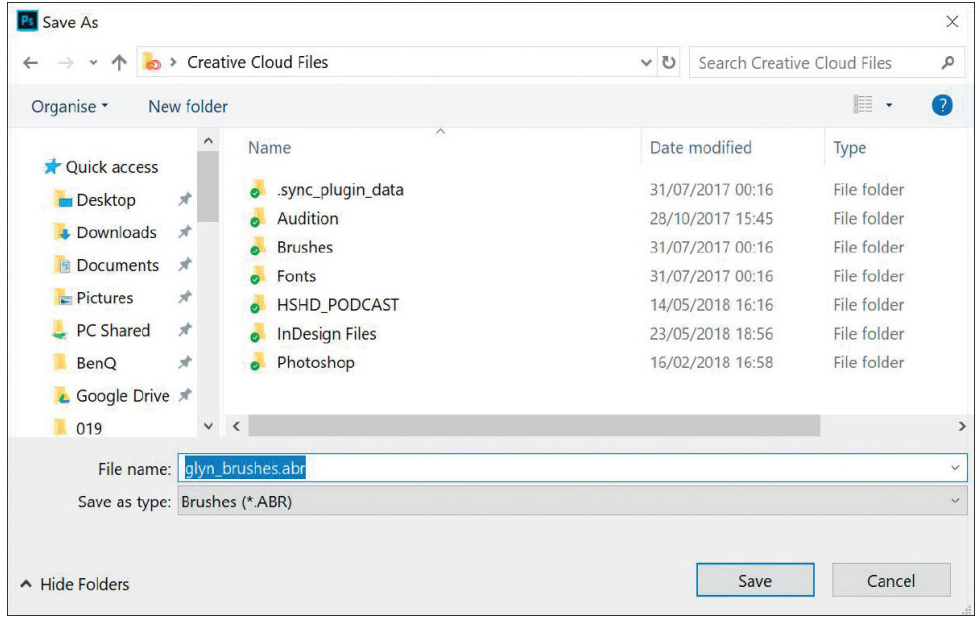 Ps Save As
Creative Cloud Files
Search Creative Cloud Files
Organise
New folder
?
Name Date modified Type
Quick access
Desktop
Downloads
Documents
Pictures
PC Shared
BenQ
Google Drive
019
.sync_plugin_data 31/07/2017 00:16 File folder
Audition 28/10/2017 15:45 File folder
Brushes 31/07/2017 00:16 File folder
Fonts 31/07/2017 00:16 File folder
HSHD_PODCAST 14/05/2018 16:16 File folder
InDesign Files 23/05/2018 18:56 File folder
Photoshop 16/02/2018 16:58 File folder
File name: glyn_brushes.abr
Save as type: Brushes (*.ABR)
Hide Folders
Save
Cancel